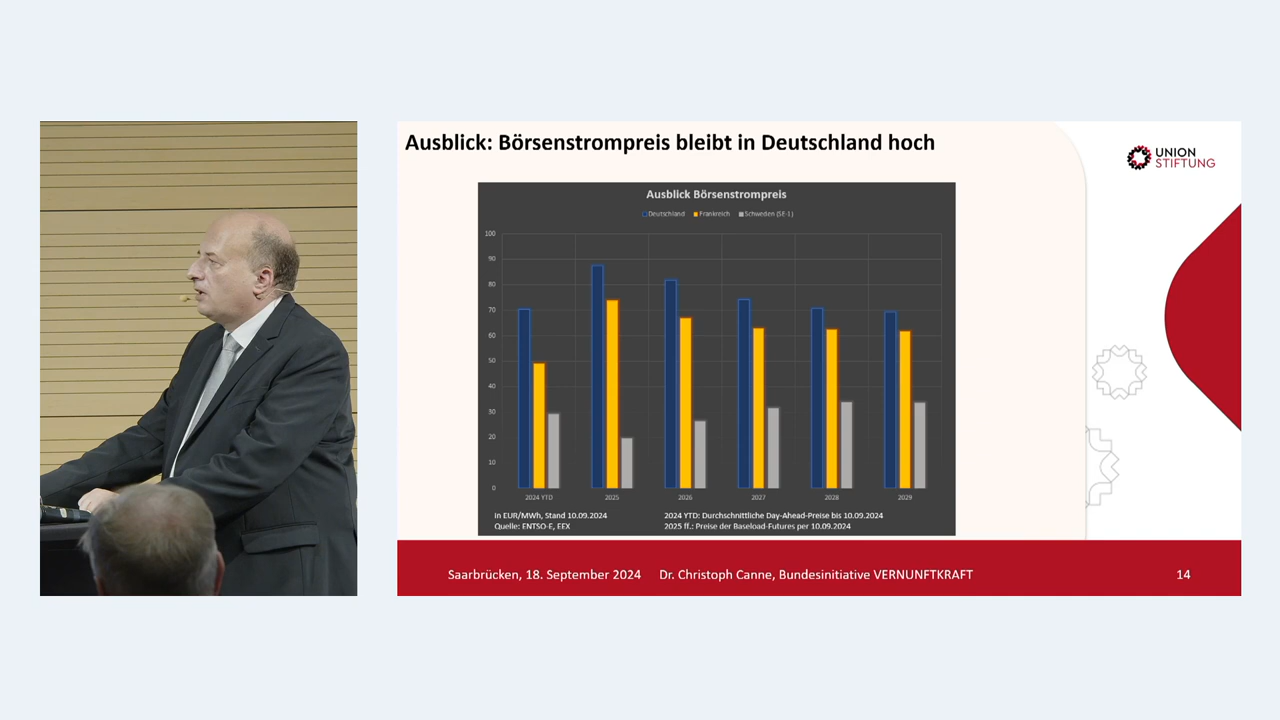 Ausblick: Börsenstrompreis bleibt in Deutschland hoch
UNION
STIFTUNG
Ausblick Börsenstrompreis
Deutschland Frankreich Schweden (SE-1)
100
90
80
70
60
50
40
30
20
10
0
2024 YTD 2025 2026 2027 2028 2029
in EUR/MWh, Stand 10.09.2024
Quelle: ENTSO-E, EEX
2024 YTD: Durchschnittliche Day-Ahead-Preise bis 10.09.2024
2025 ff.: Preise der Baseload-Futures per 10.09.2024
Saarbrücken, 18. September 2024 Dr. Christoph Canne, Bundesinitiative VERNUNFTKRAFT 14